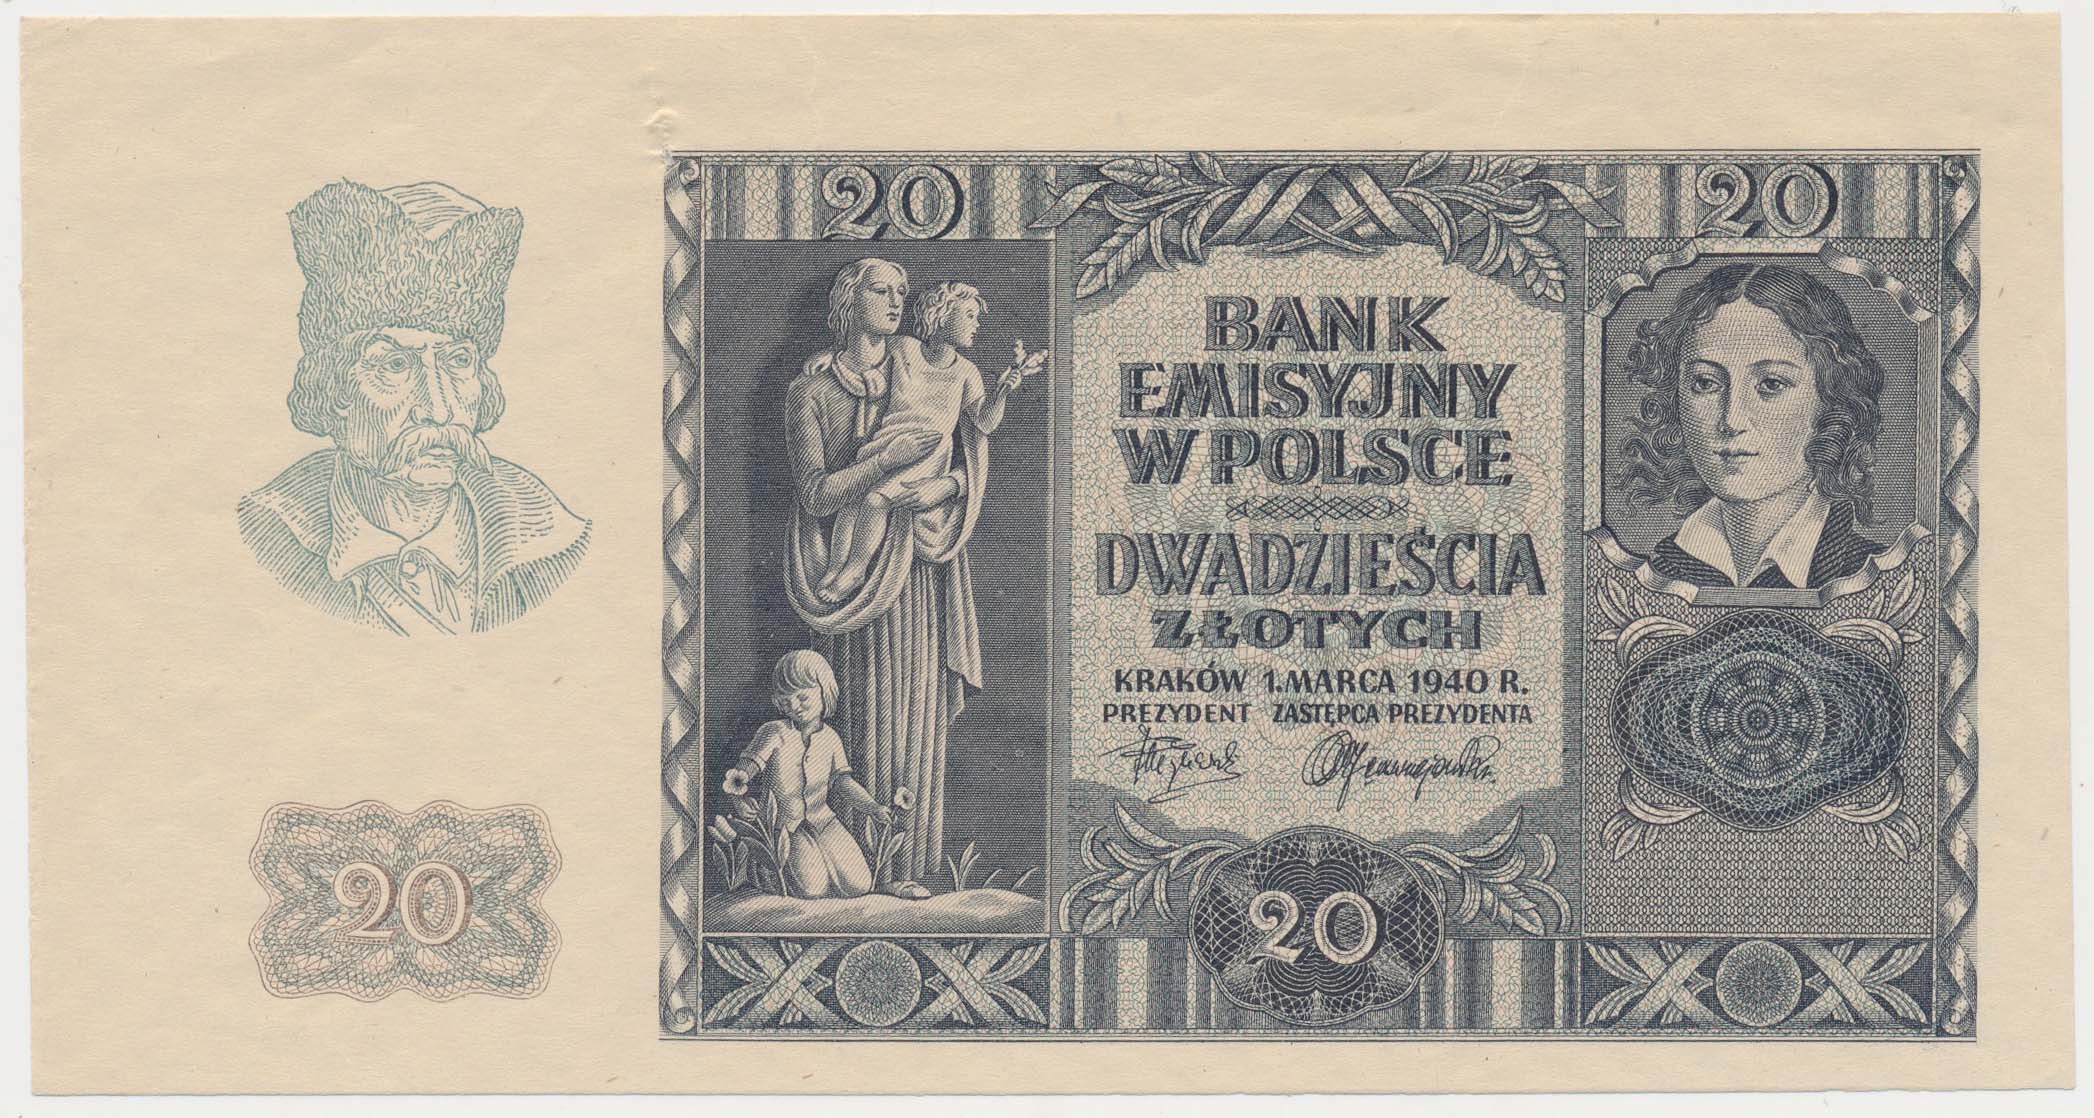 20
20
BANK
EMISYJNY
W POLSCE
DWADZIEŚCIA
ZŁOTYCH
KRAKÓW 1. MARCA 1940 R.
PREZYDENT ZASTĘPCA PREZYDENTA
20
20